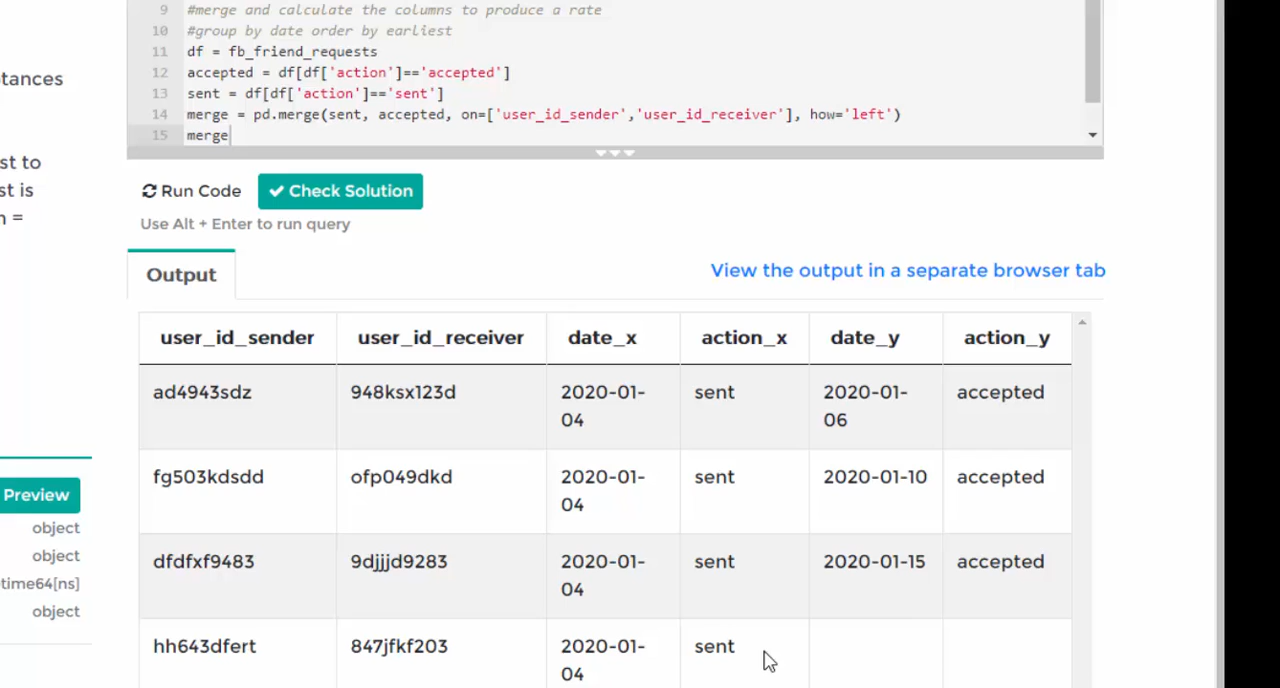 9 #merge and calculate the columns to produce a rate
10 #group by date order by earliest
11 df = fb_friend_requests
12 accepted = df[df['action']=='accepted']
13 sent = df[df['action']=='sent']
14 merge = pd.merge(sent, accepted, on=['user_id_sender','user_id_receiver'], how='left')
15 merge
tances
st to
st is
n =
Run Code
Check Solution
Use Alt + Enter to run query
Output
View the output in a separate browser tab
user_id_sender user_id_receiver date_x action_x date_y action_y
ad4943sdz 948ksx123d 2020-01- sent 2020-01- accepted
04 06
fg503kdsdd ofp049dkd 2020-01- sent 2020-01-10 accepted
04
dfdfxf9483 9djjjd9283 2020-01- sent 2020-01-15 accepted
04
hh643dfert 847jfkf203 2020-01- sent
04
Preview
object
object
time64[ns]
object